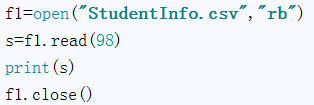 f1=open("StudentInfo.csv","rb")
s=f1.read(98)
print(s)
f1.close()